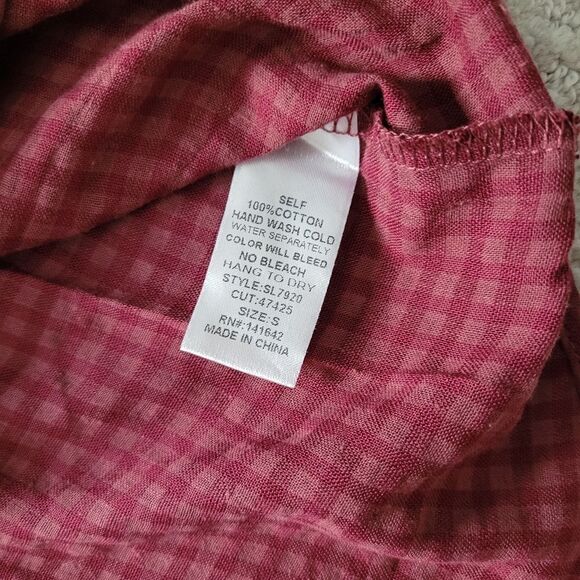 SELF
100%COTTON
HAND WASH COLD
WATER SEPARATELY
COLOR WILL BLEED
NO BLEACH
HANG TO DRY
STYLE:SL7920
CUT:47425
SIZE:S
RN#:141642
MADE IN CHINA